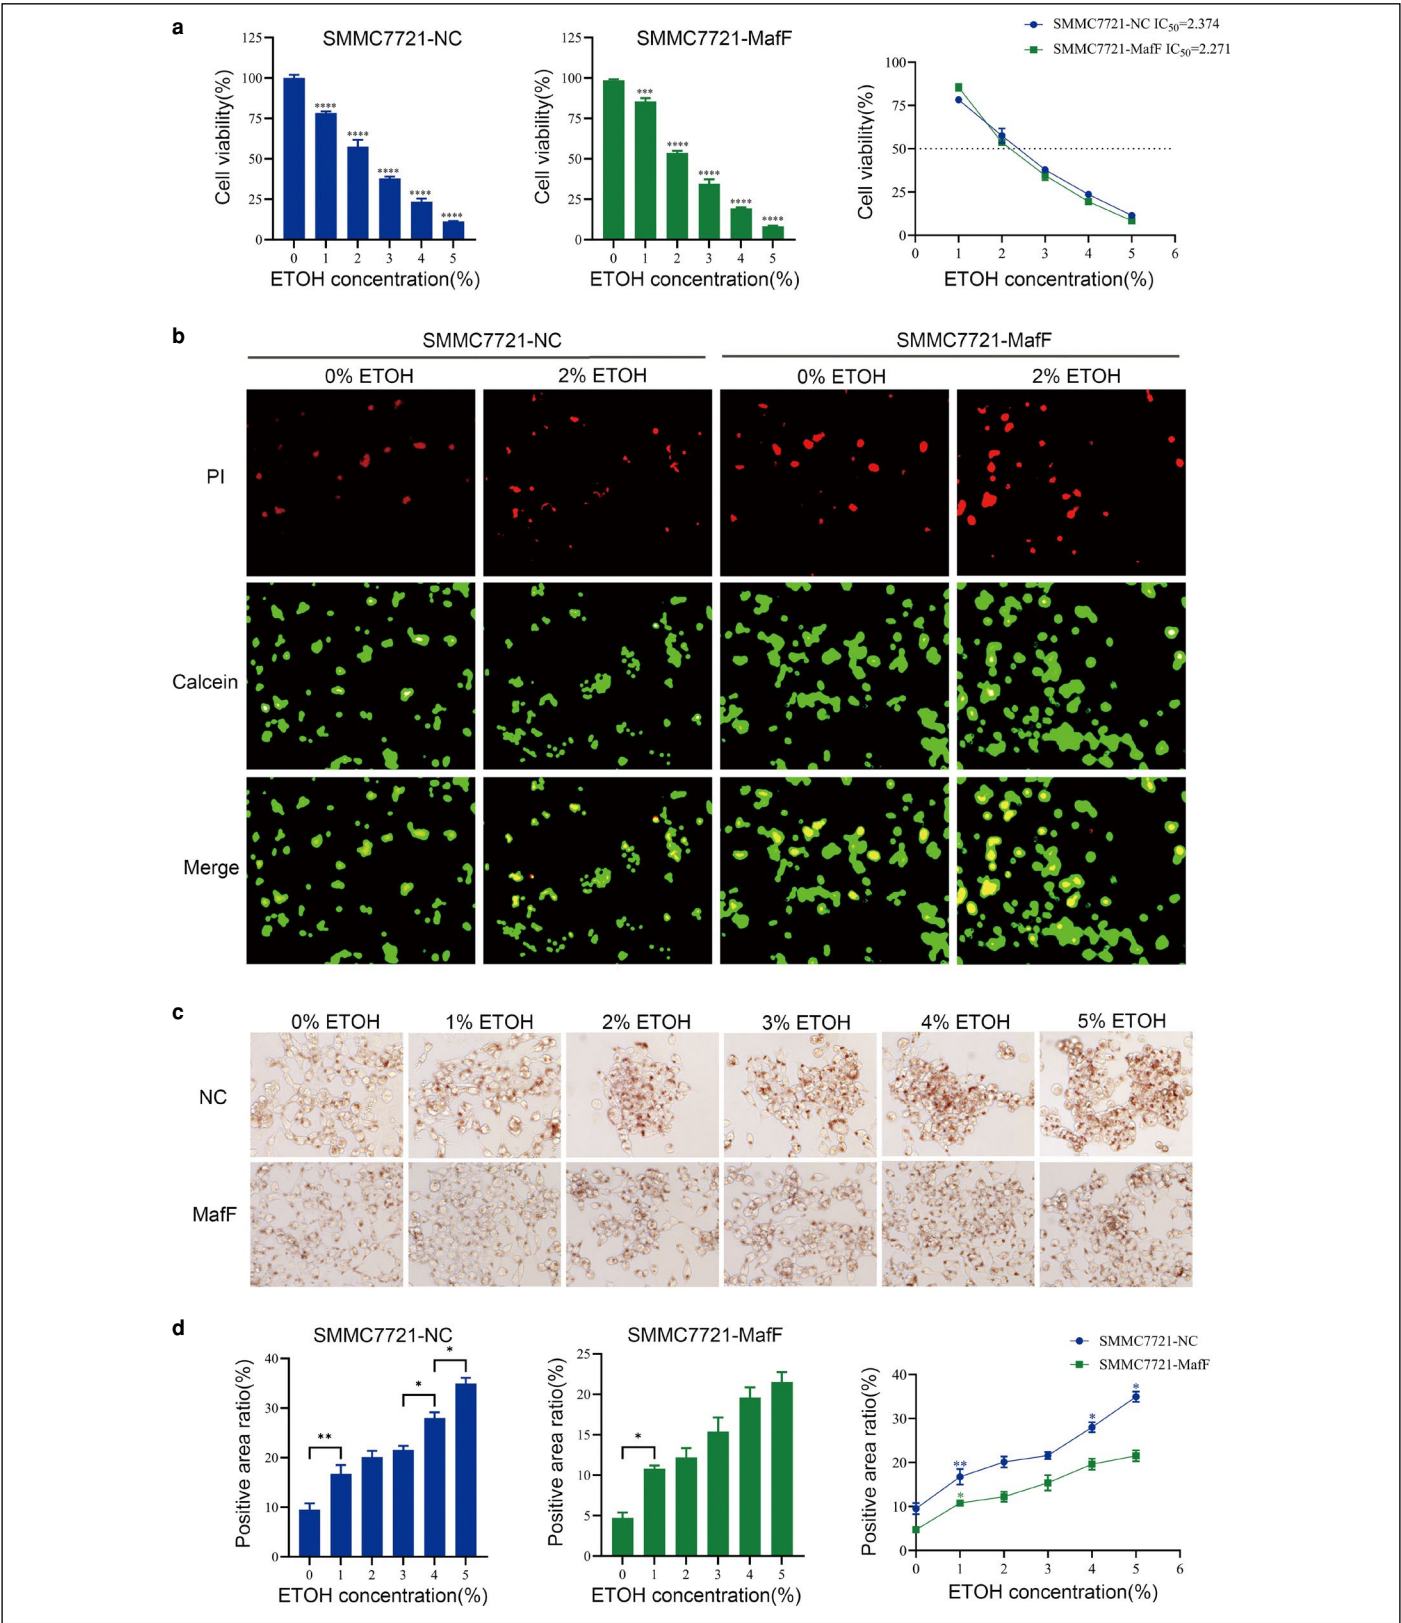 a
SMMC7721-NC
125
100
75
50
25
0
Cell viability(%)
****
****
****
****
****
0 1 2 3 4 5
ETOH concentration(%)
SMMC7721-MafF
125
100
75
50
25
0
Cell viability(%)
***
****
****
****
****
0 1 2 3 4 5
ETOH concentration(%)
SMMC7721-NC IC50=2.374
SMMC7721-MafF IC50=2.271
100
75
50
25
0
Cell viability(%)
0 1 2 3 4 5 6
ETOH concentration(%)
b
SMMC7721-NC SMMC7721-MafF
0% ETOH 2% ETOH 0% ETOH 2% ETOH
PI
Calcein
Merge
c
0% ETOH 1% ETOH 2% ETOH 3% ETOH 4% ETOH 5% ETOH
NC
MafF
d
SMMC7721-NC
40
30
20
10
0
Positive area ratio(%)
**
*
*
0 1 2 3 4 5
ETOH concentration(%)
SMMC7721-MafF
25
20
15
10
5
0
Positive area ratio(%)
*
0 1 2 3 4 5
ETOH concentration(%)
SMMC7721-NC
SMMC7721-MafF
40
30
20
10
0
Positive area ratio(%)
**
*
*
*
0 1 2 3 4 5 6
ETOH concentration(%)